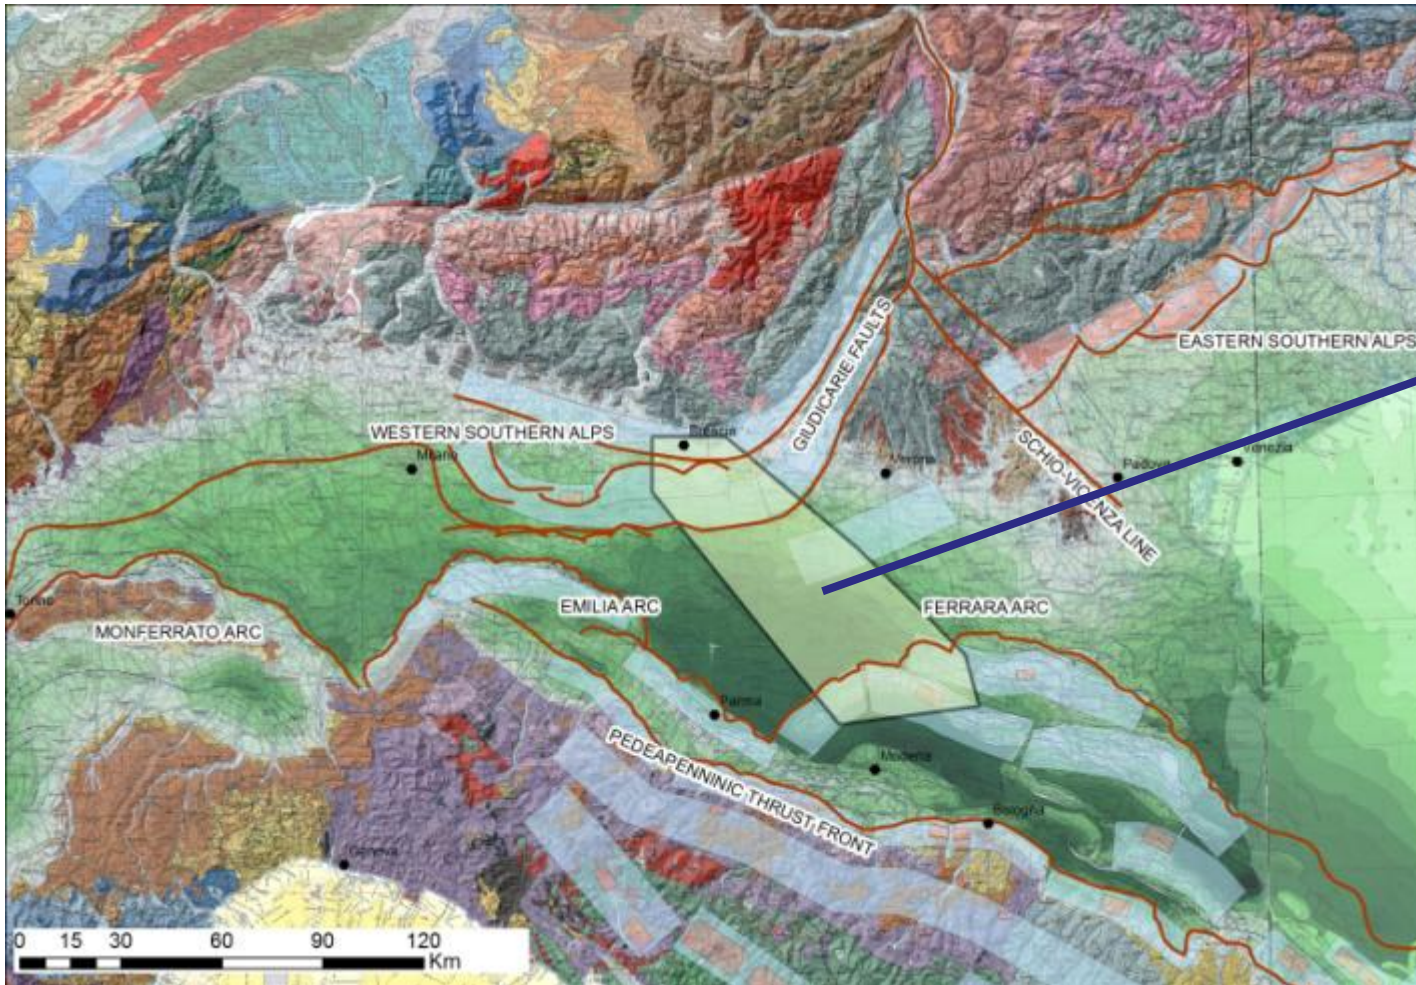 EASTERN SOUTHERN ALPS
GIUDICARIE FAULTS
WESTERN SOUTHERN ALPS
Brescia
Milano
Verona
SCHIO-VICENZA LINE
Padova
Venezia
Torino
MONFERRATO ARC
EMILIA ARC
FERRARA ARC
Parma
PEDEAPENNINIC THRUST FRONT
Modena
Bologna
Genova
0 15 30 60 90 120
Km